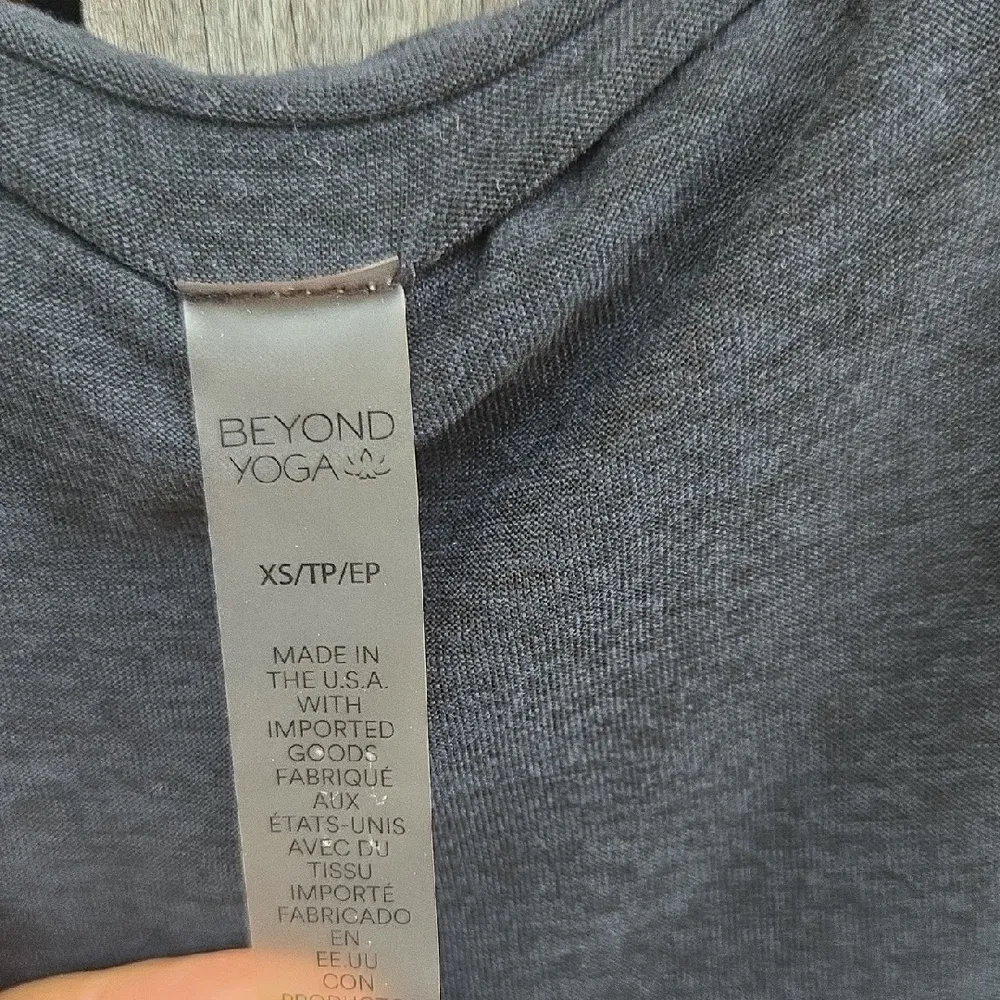 BEYOND
YOGA
XS/TP/EP
MADE IN
THE U.S.A.
WITH
IMPORTED
GOODS
FABRIQUÉ
AUX
ÉTATS-UNIS
AVEC DU
TISSU
IMPORTÉ
FABRICADO
EN
EE.UU
CON